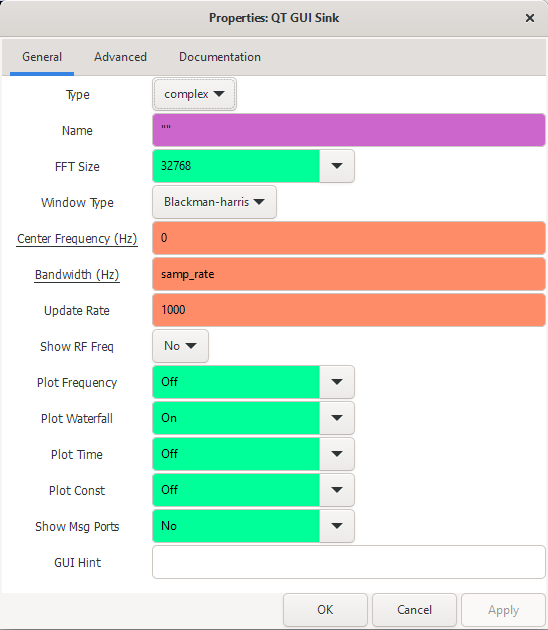 Properties: QT GUI Sink
General Advanced Documentation
Type complex
Name ""
FFT Size 32768
Window Type Blackman-harris
Center Frequency (Hz) 0
Bandwidth (Hz) samp_rate
Update Rate 1000
Show RF Freq No
Plot Frequency Off
Plot Waterfall On
Plot Time Off
Plot Const Off
Show Msg Ports No
GUI Hint
OK Cancel Apply